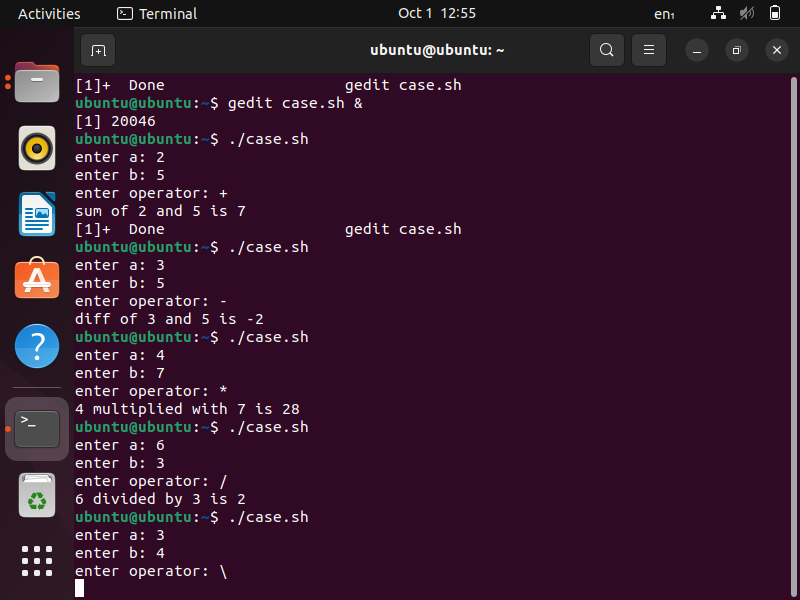 Activities Terminal Oct 1 12:55 en₁
ubuntu@ubuntu: ~
[1]+  Done                    gedit case.sh
ubuntu@ubuntu:~$ gedit case.sh &
[1] 20046
ubuntu@ubuntu:~$ ./case.sh
enter a: 2
enter b: 5
enter operator: +
sum of 2 and 5 is 7
[1]+  Done                    gedit case.sh
ubuntu@ubuntu:~$ ./case.sh
enter a: 3
enter b: 5
enter operator: -
diff of 3 and 5 is -2
ubuntu@ubuntu:~$ ./case.sh
enter a: 4
enter b: 7
enter operator: *
4 multiplied with 7 is 28
ubuntu@ubuntu:~$ ./case.sh
enter a: 6
enter b: 3
enter operator: /
6 divided by 3 is 2
ubuntu@ubuntu:~$ ./case.sh
enter a: 3
enter b: 4
enter operator: \